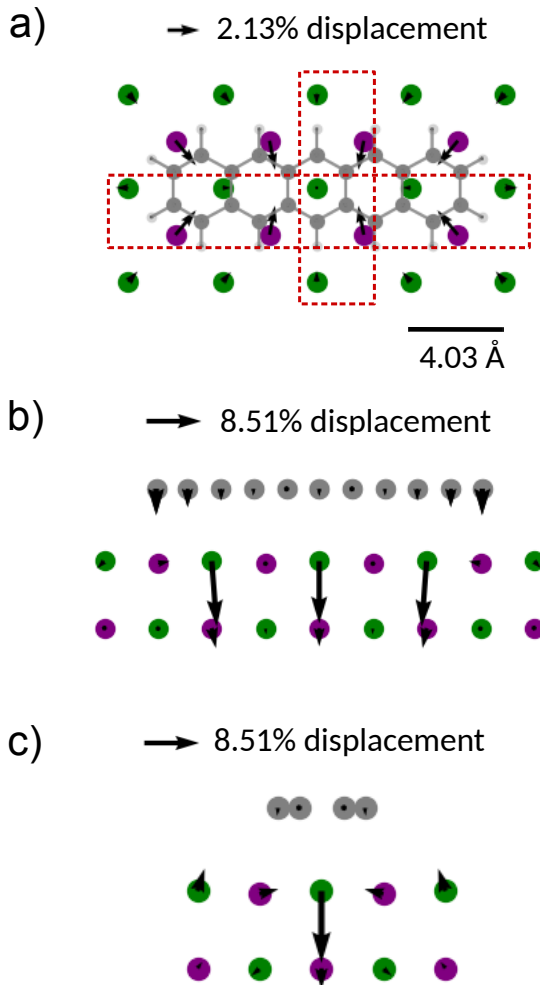 a)
2.13% displacement
4.03 Å
b)
8.51% displacement
c)
8.51% displacement